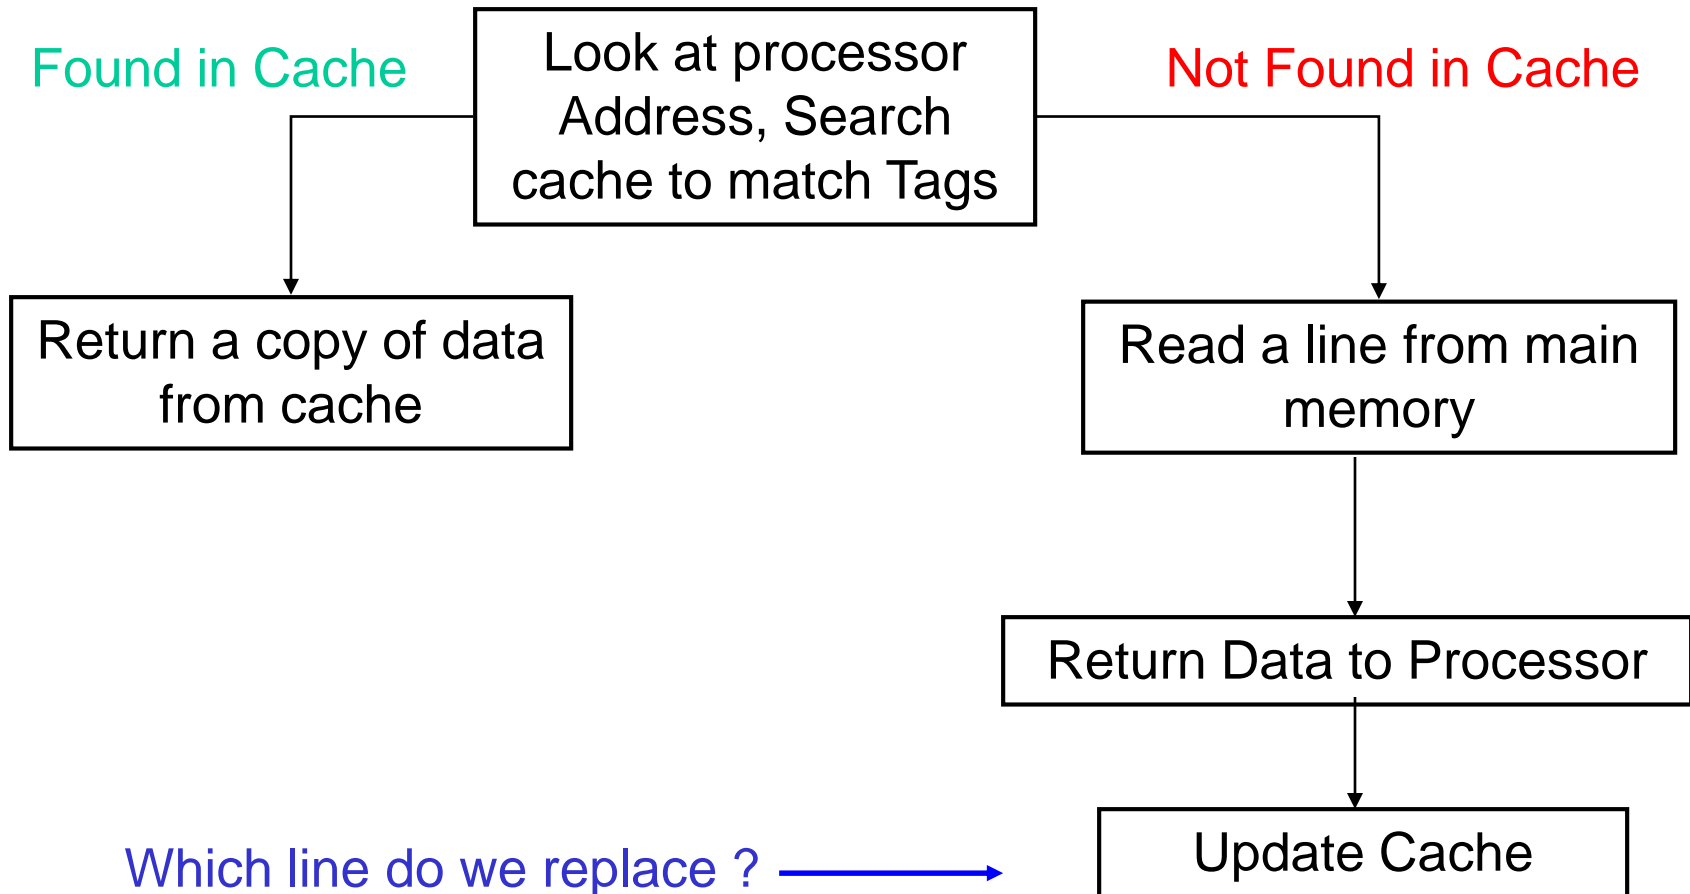 Found in Cache
Look at processor
Address, Search
cache to match Tags
Not Found in Cache
Return a copy of data
from cache
Read a line from main
memory
Return Data to Processor
Which line do we replace ?
Update Cache